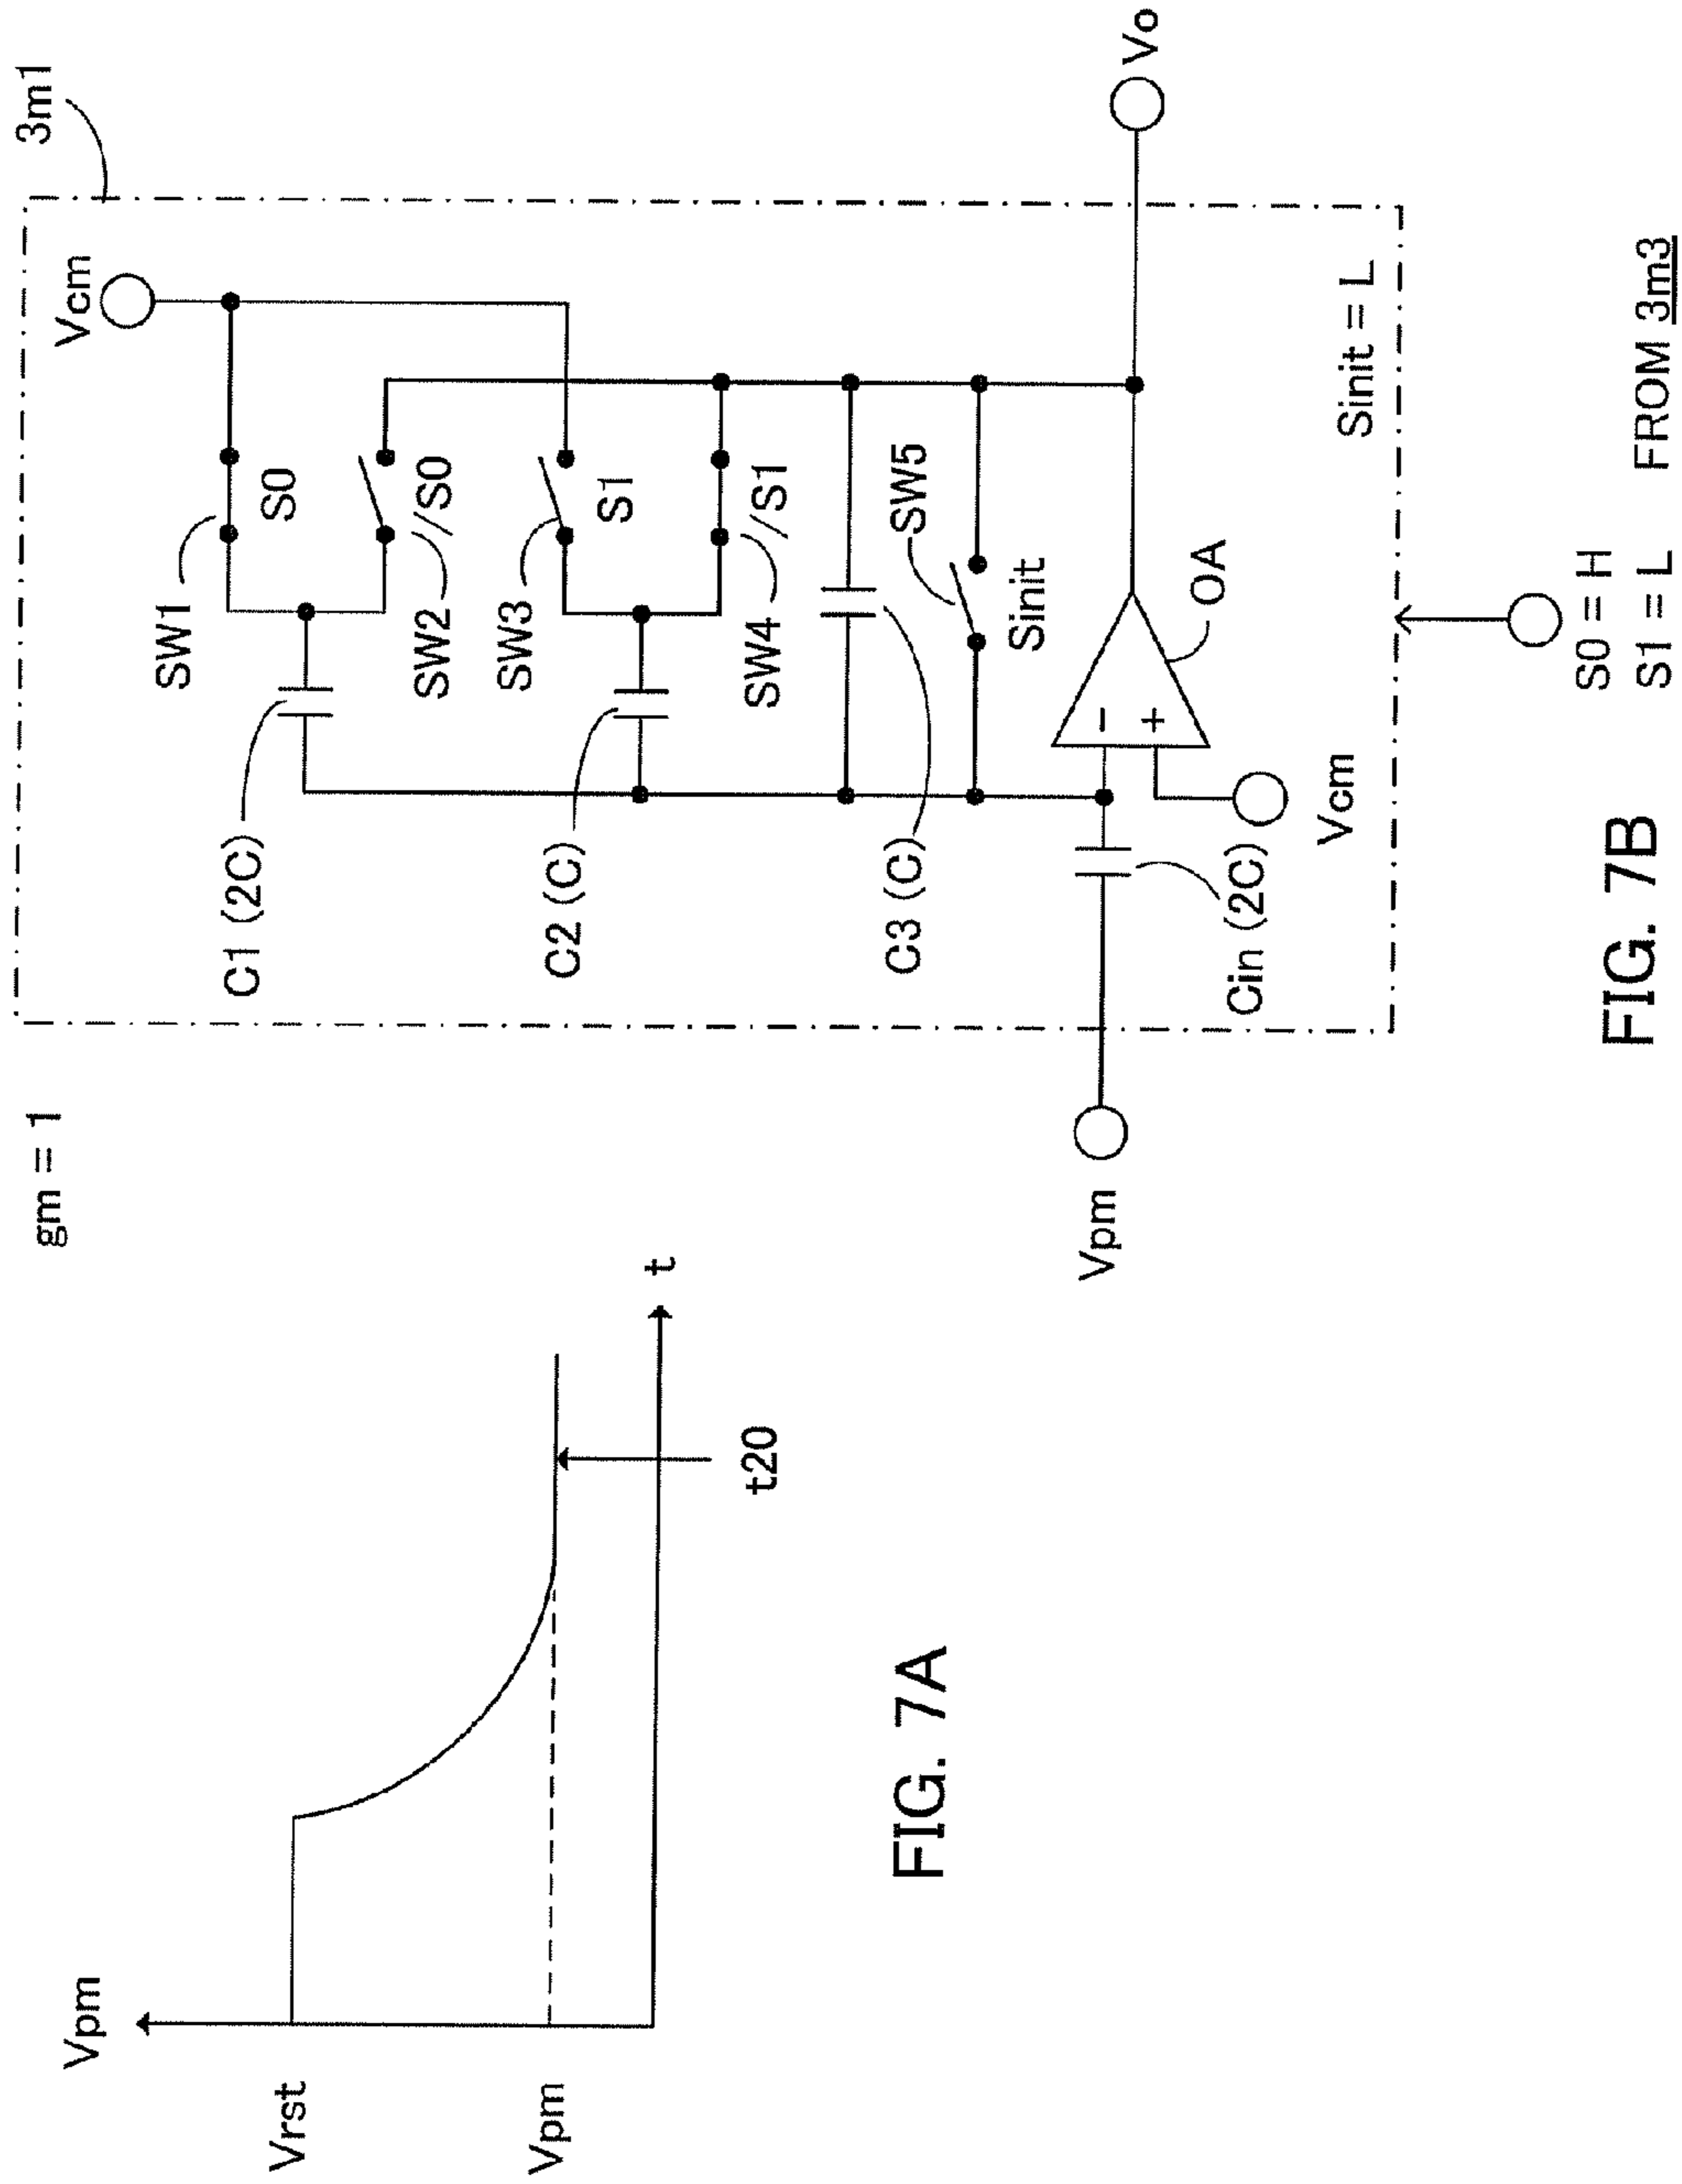 gm = 1
Vpm
Vrst
Vpm
t
t20
FIG. 7A
3m1
Vcm
SW1
S0
C1 (2C)
SW2
/S0
SW3
S1
C2 (C)
SW4
/S1
C3 (C)
SW5
Sinit
OA
-
+
Vpm
Cin (2C)
Vcm
Sinit = L
Vo
S0 = H
S1 = L FROM 3m3
FIG. 7B